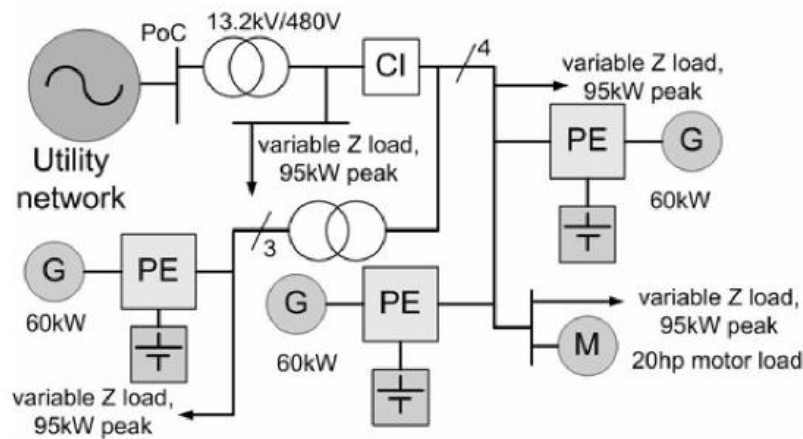 13.2kV/480V
PoC
CI
4
variable Z load,
95kW peak
PE
G
60kW
Utility
network
variable Z load,
95kW peak
3
G
PE
60kW
G
PE
60kW
variable Z load,
95kW peak
M
20hp motor load
variable Z load,
95kW peak